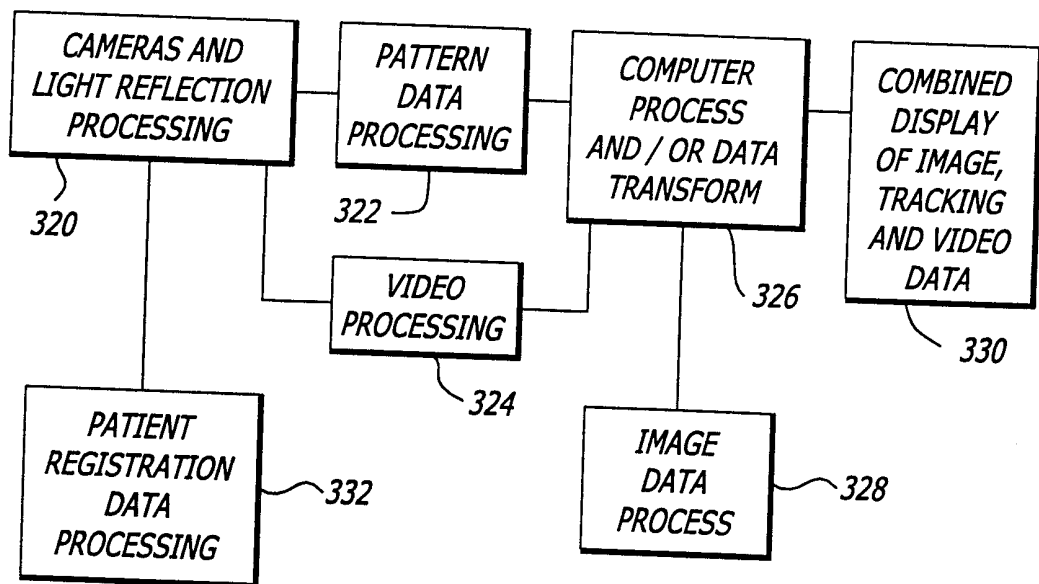 CAMERAS AND
LIGHT REFLECTION
PROCESSING
320
PATTERN
DATA
PROCESSING
322
COMPUTER
PROCESS
AND / OR DATA
TRANSFORM
326
COMBINED
DISPLAY
OF IMAGE,
TRACKING
AND VIDEO
DATA
330
VIDEO
PROCESSING
324
PATIENT
REGISTRATION
DATA
PROCESSING
332
IMAGE
DATA
PROCESS
328